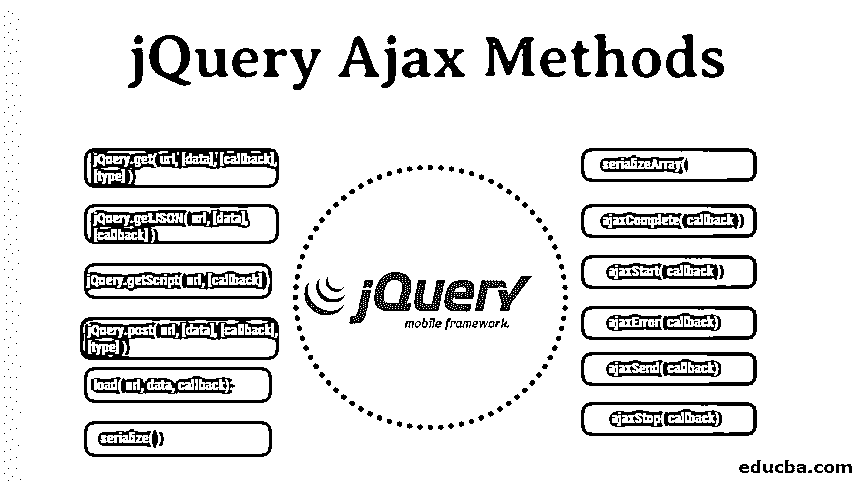 jQuery Ajax Methods
jQuery.get( url, [data], [callback],
[type] )
jQuery.getJSON( url, [data],
[callback] )
jQuery.getScript( url, [callback] )
jQuery.post( url, [data], [callback],
[type] )
load( url, data, callback);
serialize( )
jQuery
mobile framework.
serializeArray(
ajaxComplete( callback )
ajaxStart( callback )
ajaxError( callback)
ajaxSend( callback)
ajaxStop( callback)
educba.com